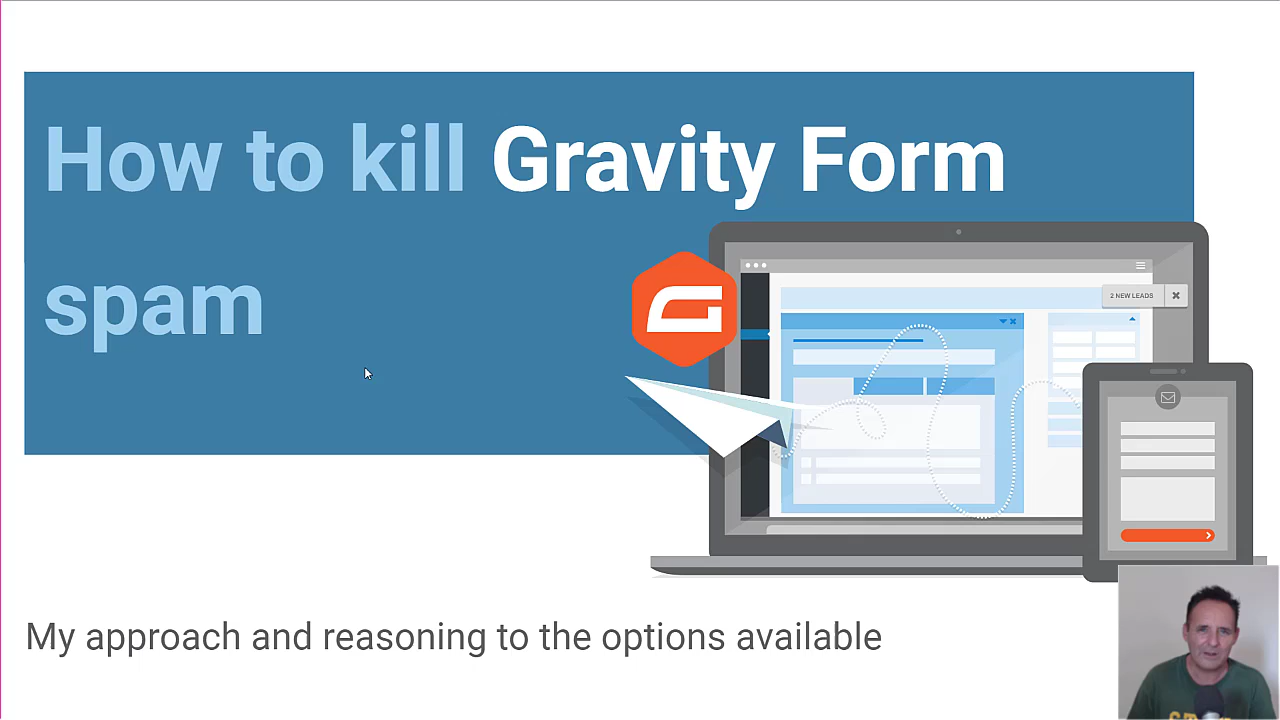 How to kill Gravity Form
spam
2 NEW LEADS
My approach and reasoning to the options available